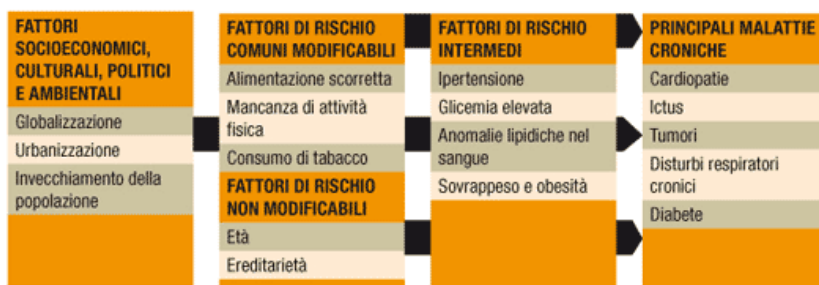 FATTORI
SOCIOECONOMICI,
CULTURALI, POLITICI
E AMBIENTALI
Globalizzazione
Urbanizzazione
Invecchiamento della
popolazione
FATTORI DI RISCHIO
COMUNI MODIFICABILI
Alimentazione scorretta
Mancanza di attività
fisica
Consumo di tabacco
FATTORI DI RISCHIO
NON MODIFICABILI
Età
Ereditarietà
FATTORI DI RISCHIO
INTERMEDI
Ipertensione
Glicemia elevata
Anomalie lipidiche nel
sangue
Sovrappeso e obesità
PRINCIPALI MALATTIE
CRONICHE
Cardiopatie
Ictus
Tumori
Disturbi respiratori
cronici
Diabete